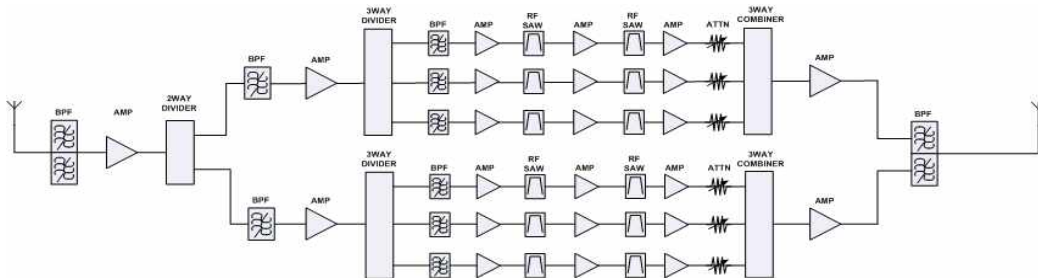 3WAY
DIVIDER
BPF
AMP
RF
SAW
AMP
RF
SAW
AMP
ATTN
3WAY
COMBINER
BPF
AMP
AMP
BPF
AMP
2WAY
DIVIDER
BPF
3WAY
DIVIDER
BPF
AMP
RF
SAW
AMP
RF
SAW
AMP
ATTN
3WAY
COMBINER
BPF
AMP
AMP